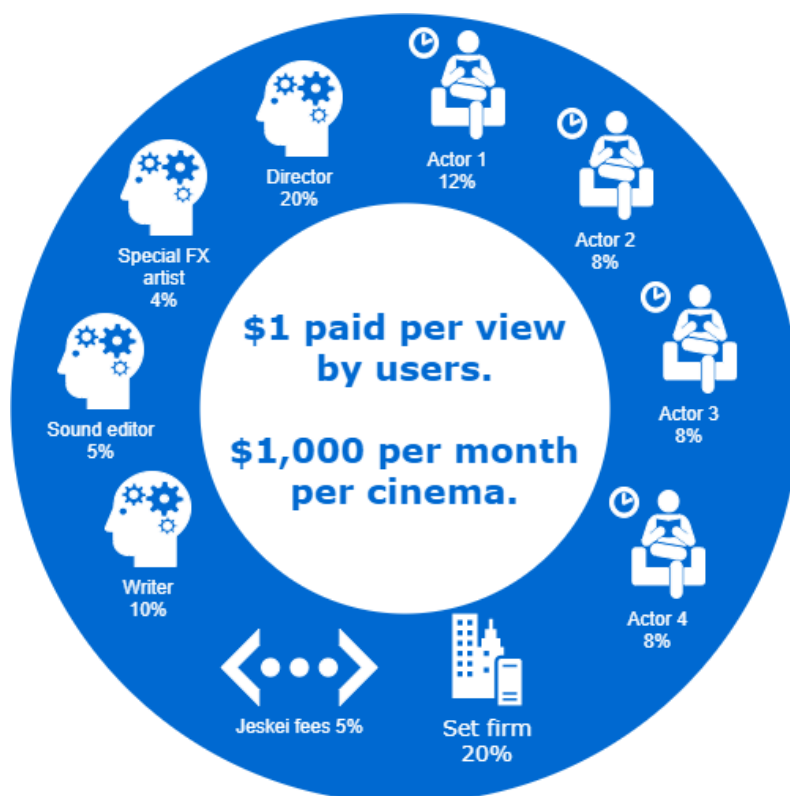 $1 paid per view
by users.
$1,000 per month
per cinema.
Actor 1
12%
Actor 2
8%
Actor 3
8%
Actor 4
8%
Set firm
20%
Jeskei fees 5%
Writer
10%
Sound editor
5%
Special FX
artist
4%
Director
20%